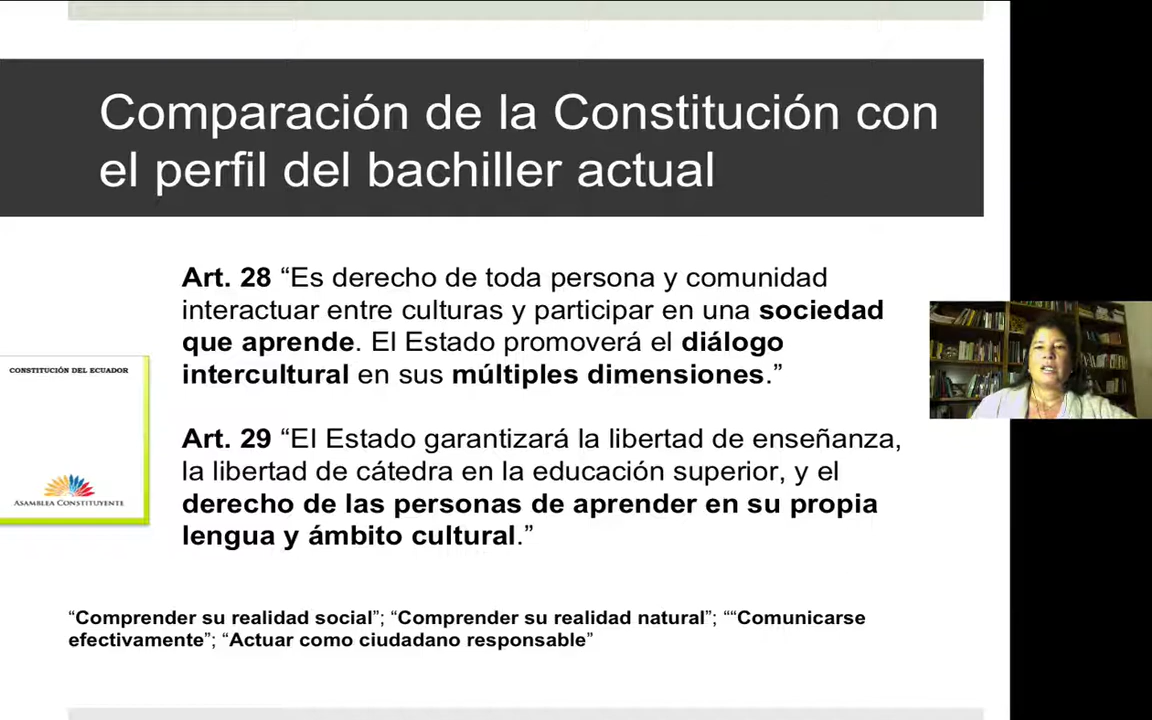 Comparación de la Constitución con
el perfil del bachiller actual
Art. 28 “Es derecho de toda persona y comunidad
interactuar entre culturas y participar en una sociedad
que aprende. El Estado promoverá el diálogo
intercultural en sus múltiples dimensiones.”
CONSTITUCIÓN DEL ECUADOR
ASAMBLEA CONSTITUYENTE
Art. 29 “El Estado garantizará la libertad de enseñanza,
la libertad de cátedra en la educación superior, y el
derecho de las personas de aprender en su propia
lengua y ámbito cultural.”
“Comprender su realidad social”; “Comprender su realidad natural”; ““Comunicarse
efectivamente”; “Actuar como ciudadano responsable”